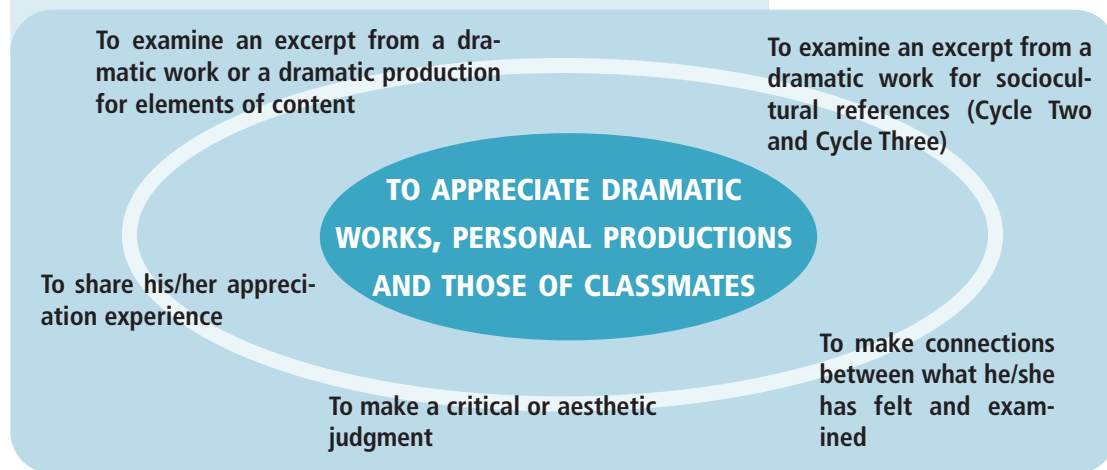 To examine an excerpt from a dra-
matic work or a dramatic production
for elements of content
To examine an excerpt from a
dramatic work for sociocul-
tural references (Cycle Two
and Cycle Three)
TO APPRECIATE DRAMATIC
WORKS, PERSONAL PRODUCTIONS
AND THOSE OF CLASSMATES
To share his/her appreci-
ation experience
To make connections
between what he/she
has felt and exam-
ined
To make a critical or aesthetic
judgment